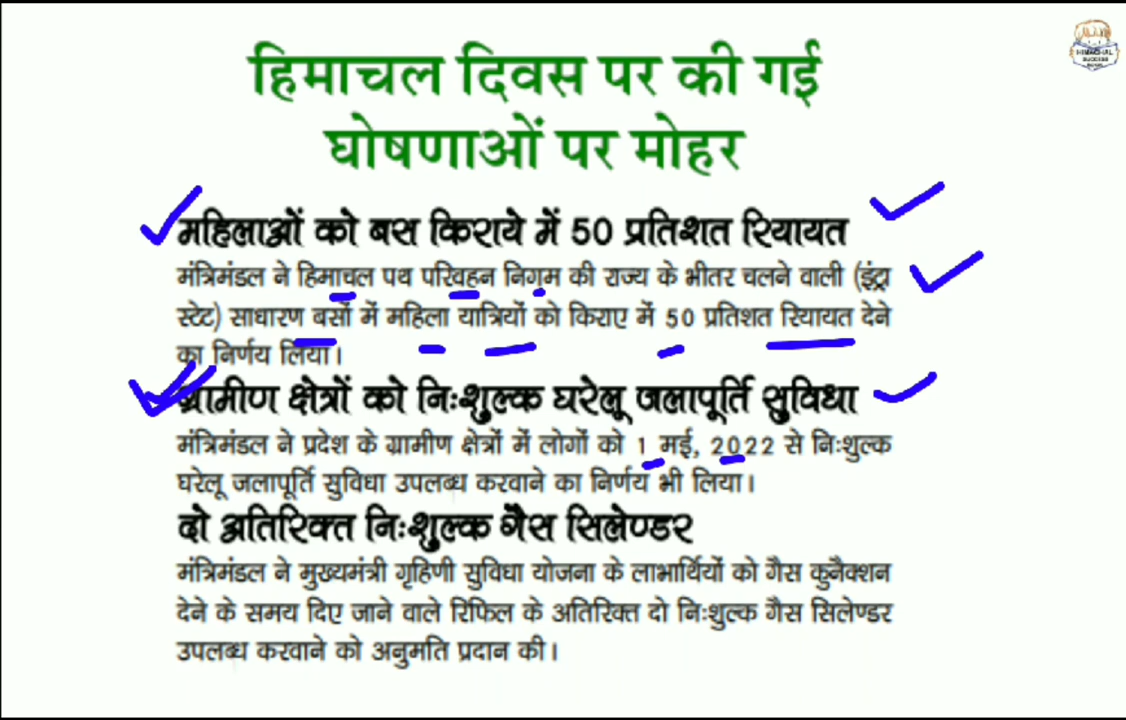 हिमाचल दिवस पर की गई
घोषणाओं पर मोहर
महिलाओं को बस किराये में 50 प्रतिशत रियायत
मंत्रिमंडल ने हिमाचल पथ परिवहन निगम की राज्य के भीतर चलने वाली (इंट्रा
स्टेट) साधारण बसों में महिला यात्रियों को किराए में 50 प्रतिशत रियायत देने
का निर्णय लिया।
ग्रामीण क्षेत्रों को निःशुल्क घरेलू जलापूर्ति सुविधा
मंत्रिमंडल ने प्रदेश के ग्रामीण क्षेत्रों में लोगों को 1 मई, 2022 से निःशुल्क
घरेलू जलापूर्ति सुविधा उपलब्ध करवाने का निर्णय भी लिया।
दो अतिरिक्त निःशुल्क गैस सिलेण्डर
मंत्रिमंडल ने मुख्यमंत्री गृहिणी सुविधा योजना के लाभार्थियों को गैस कुनैक्शन
देने के समय दिए जाने वाले रिफिल के अतिरिक्त दो निःशुल्क गैस सिलेण्डर
उपलब्ध करवाने को अनुमति प्रदान की।
HIMACHAL
SUCCESS